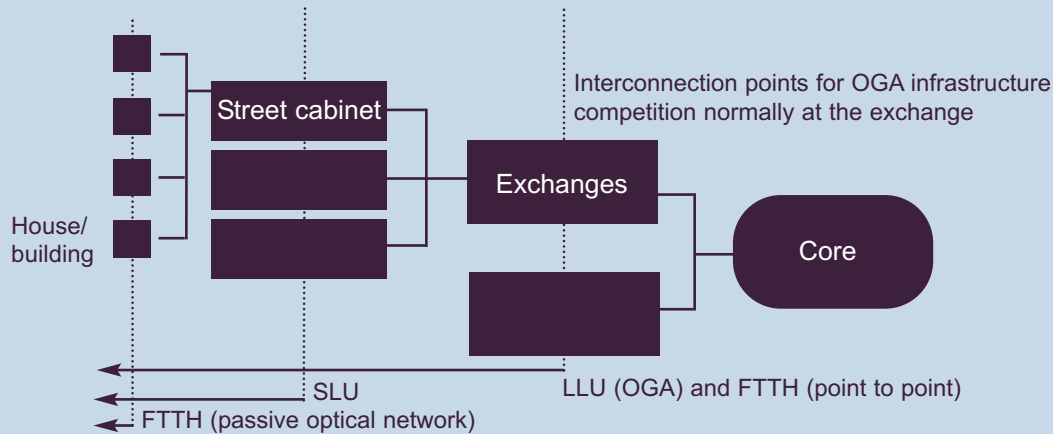 Interconnection points for OGA infrastructure
competition normally at the exchange
Street cabinet
Exchanges
House/
building
Core
LLU (OGA) and FTTH (point to point)
SLU
FTTH (passive optical network)